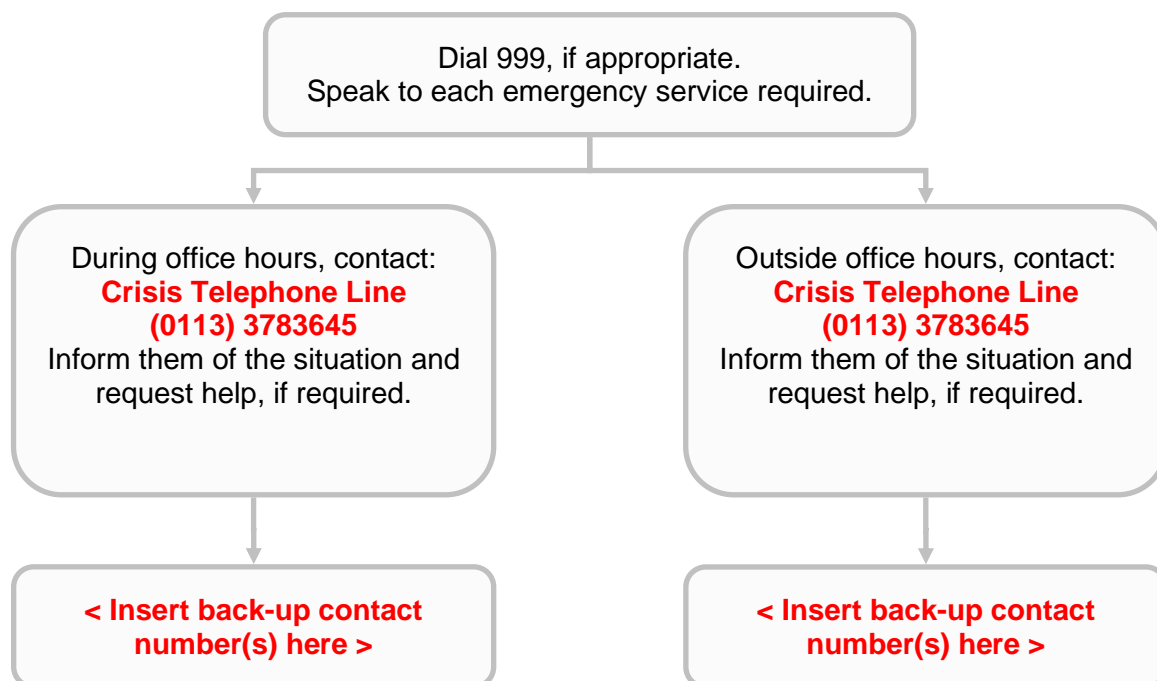 Dial 999, if appropriate.
Speak to each emergency service required.
During office hours, contact:
Crisis Telephone Line
(0113) 3783645
Inform them of the situation and
request help, if required.
Outside office hours, contact:
Crisis Telephone Line
(0113) 3783645
Inform them of the situation and
request help, if required.
< Insert back-up contact
number(s) here >
< Insert back-up contact
number(s) here >